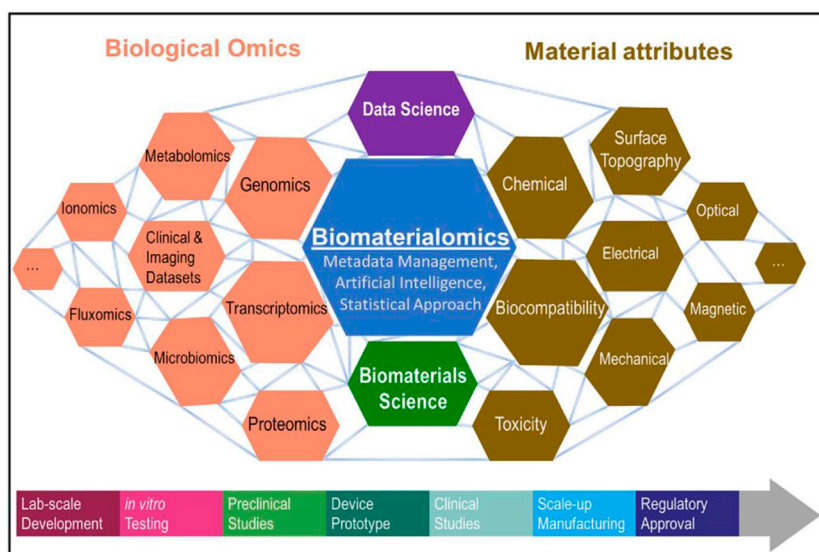 Biological Omics
Material attributes
Data Science
Metabolomics
Genomics
Ionomics
Clinical &
Imaging
Datasets
...
Fluxomics
Transcriptomics
Microbiomics
Proteomics
Biomaterialomics
Metadata Management,
Artificial Intelligence,
Statistical Approach
Biomaterials
Science
Chemical
Surface
Topography
Optical
Electrical
...
Biocompatibility
Magnetic
Mechanical
Toxicity
Lab-scale
Development
in vitro
Testing
Preclinical
Studies
Device
Prototype
Clinical
Studies
Scale-up
Manufacturing
Regulatory
Approval